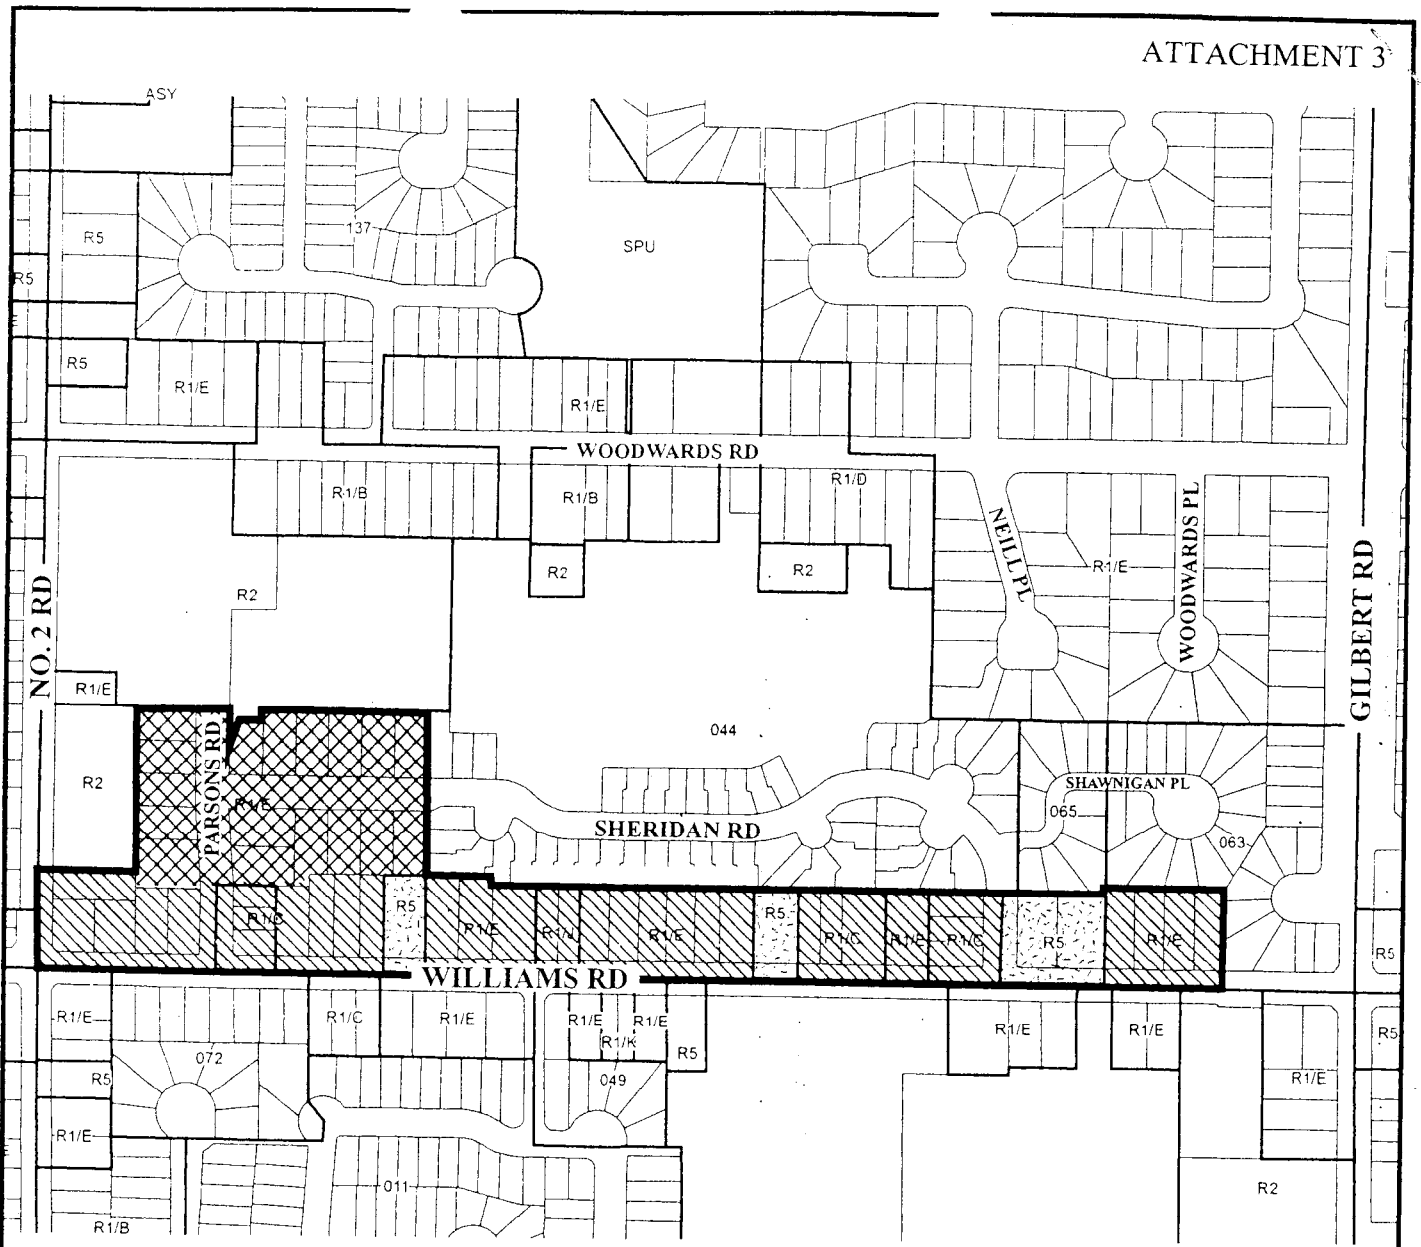 ATTACHMENT 3
ASY
137
R5
SPU
R5
R5
R1/E
R1/E
WOODWARDS RD
R1/B
R1/B
R1/D
NEILL PL
WOODWARDS PL
R1/E
R2
R2
R2
NO. 2 RD
GILBERT RD
R1/E
044
PARSONS RD
R2
R1/E
SHAWNIGAN PL
065
SHERIDAN RD
063
R5
R1/C
R1/E
R1/J
R1/E
R5
R1/C
R1/E
R1/C
R5
R1/E
R5
WILLIAMS RD
R1/E
R1/C
R1/E
R1/E
R1/E
R1/K
R5
R1/E
R1/E
R5
072
R5
049
R1/E
R1/E
011
R2
R1/B